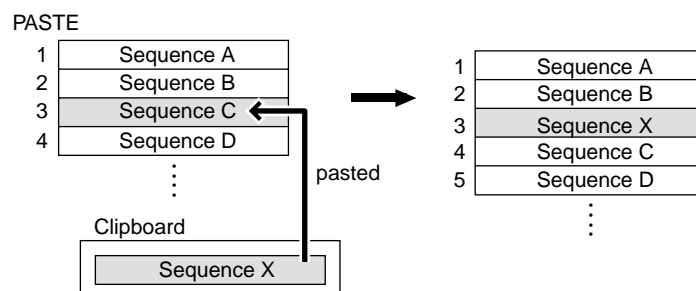 PASTE
1 Sequence A
2 Sequence B
3 Sequence C
4 Sequence D
pasted
Clipboard
Sequence X
1 Sequence A
2 Sequence B
3 Sequence X
4 Sequence C
5 Sequence D